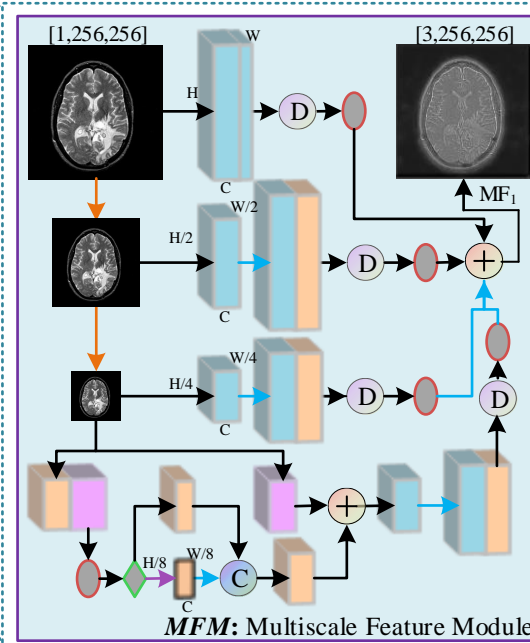 [1,256,256]
[3,256,256]
W
H
D
C
MF1
W/2
H/2
D
+
C
W/4
H/4
D
D
C
+
H/8
W/8
C
C
MFM: Multiscale Feature Module